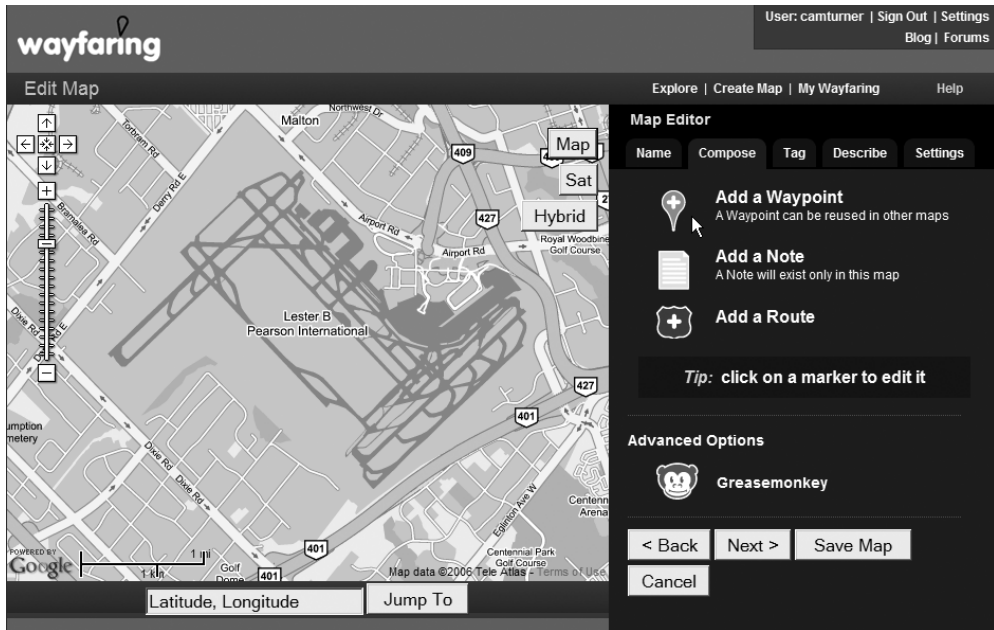 wayfaring
User: camturner | Sign Out | Settings
Blog | Forums
Edit Map
Explore | Create Map | My Wayfaring
Help
Malton
Northwest Dr
Torbram Rd
Derry Rd E
Bramalea Rd
409
Map
Sat
Hybrid
427
Airport Rd
Airport Rd
Royal Woodbine
Golf Course
Lester B
Pearson International
Dixie Rd
427
401
Dixie Rd
Dixie Rd
Eglinton Ave W
Centenn
Arena
Centennial Park
Golf Course
401
401
Golf
Dome
POWERED BY
Google
1 mi
1 km
Map data ©2006 Tele Atlas - Terms of Use
Latitude, Longitude
Jump To
Map Editor
Name
Compose
Tag
Describe
Settings
Add a Waypoint
A Waypoint can be reused in other maps
Add a Note
A Note will exist only in this map
Add a Route
Tip: click on a marker to edit it
Advanced Options
Greasemonkey
< Back
Next >
Save Map
Cancel